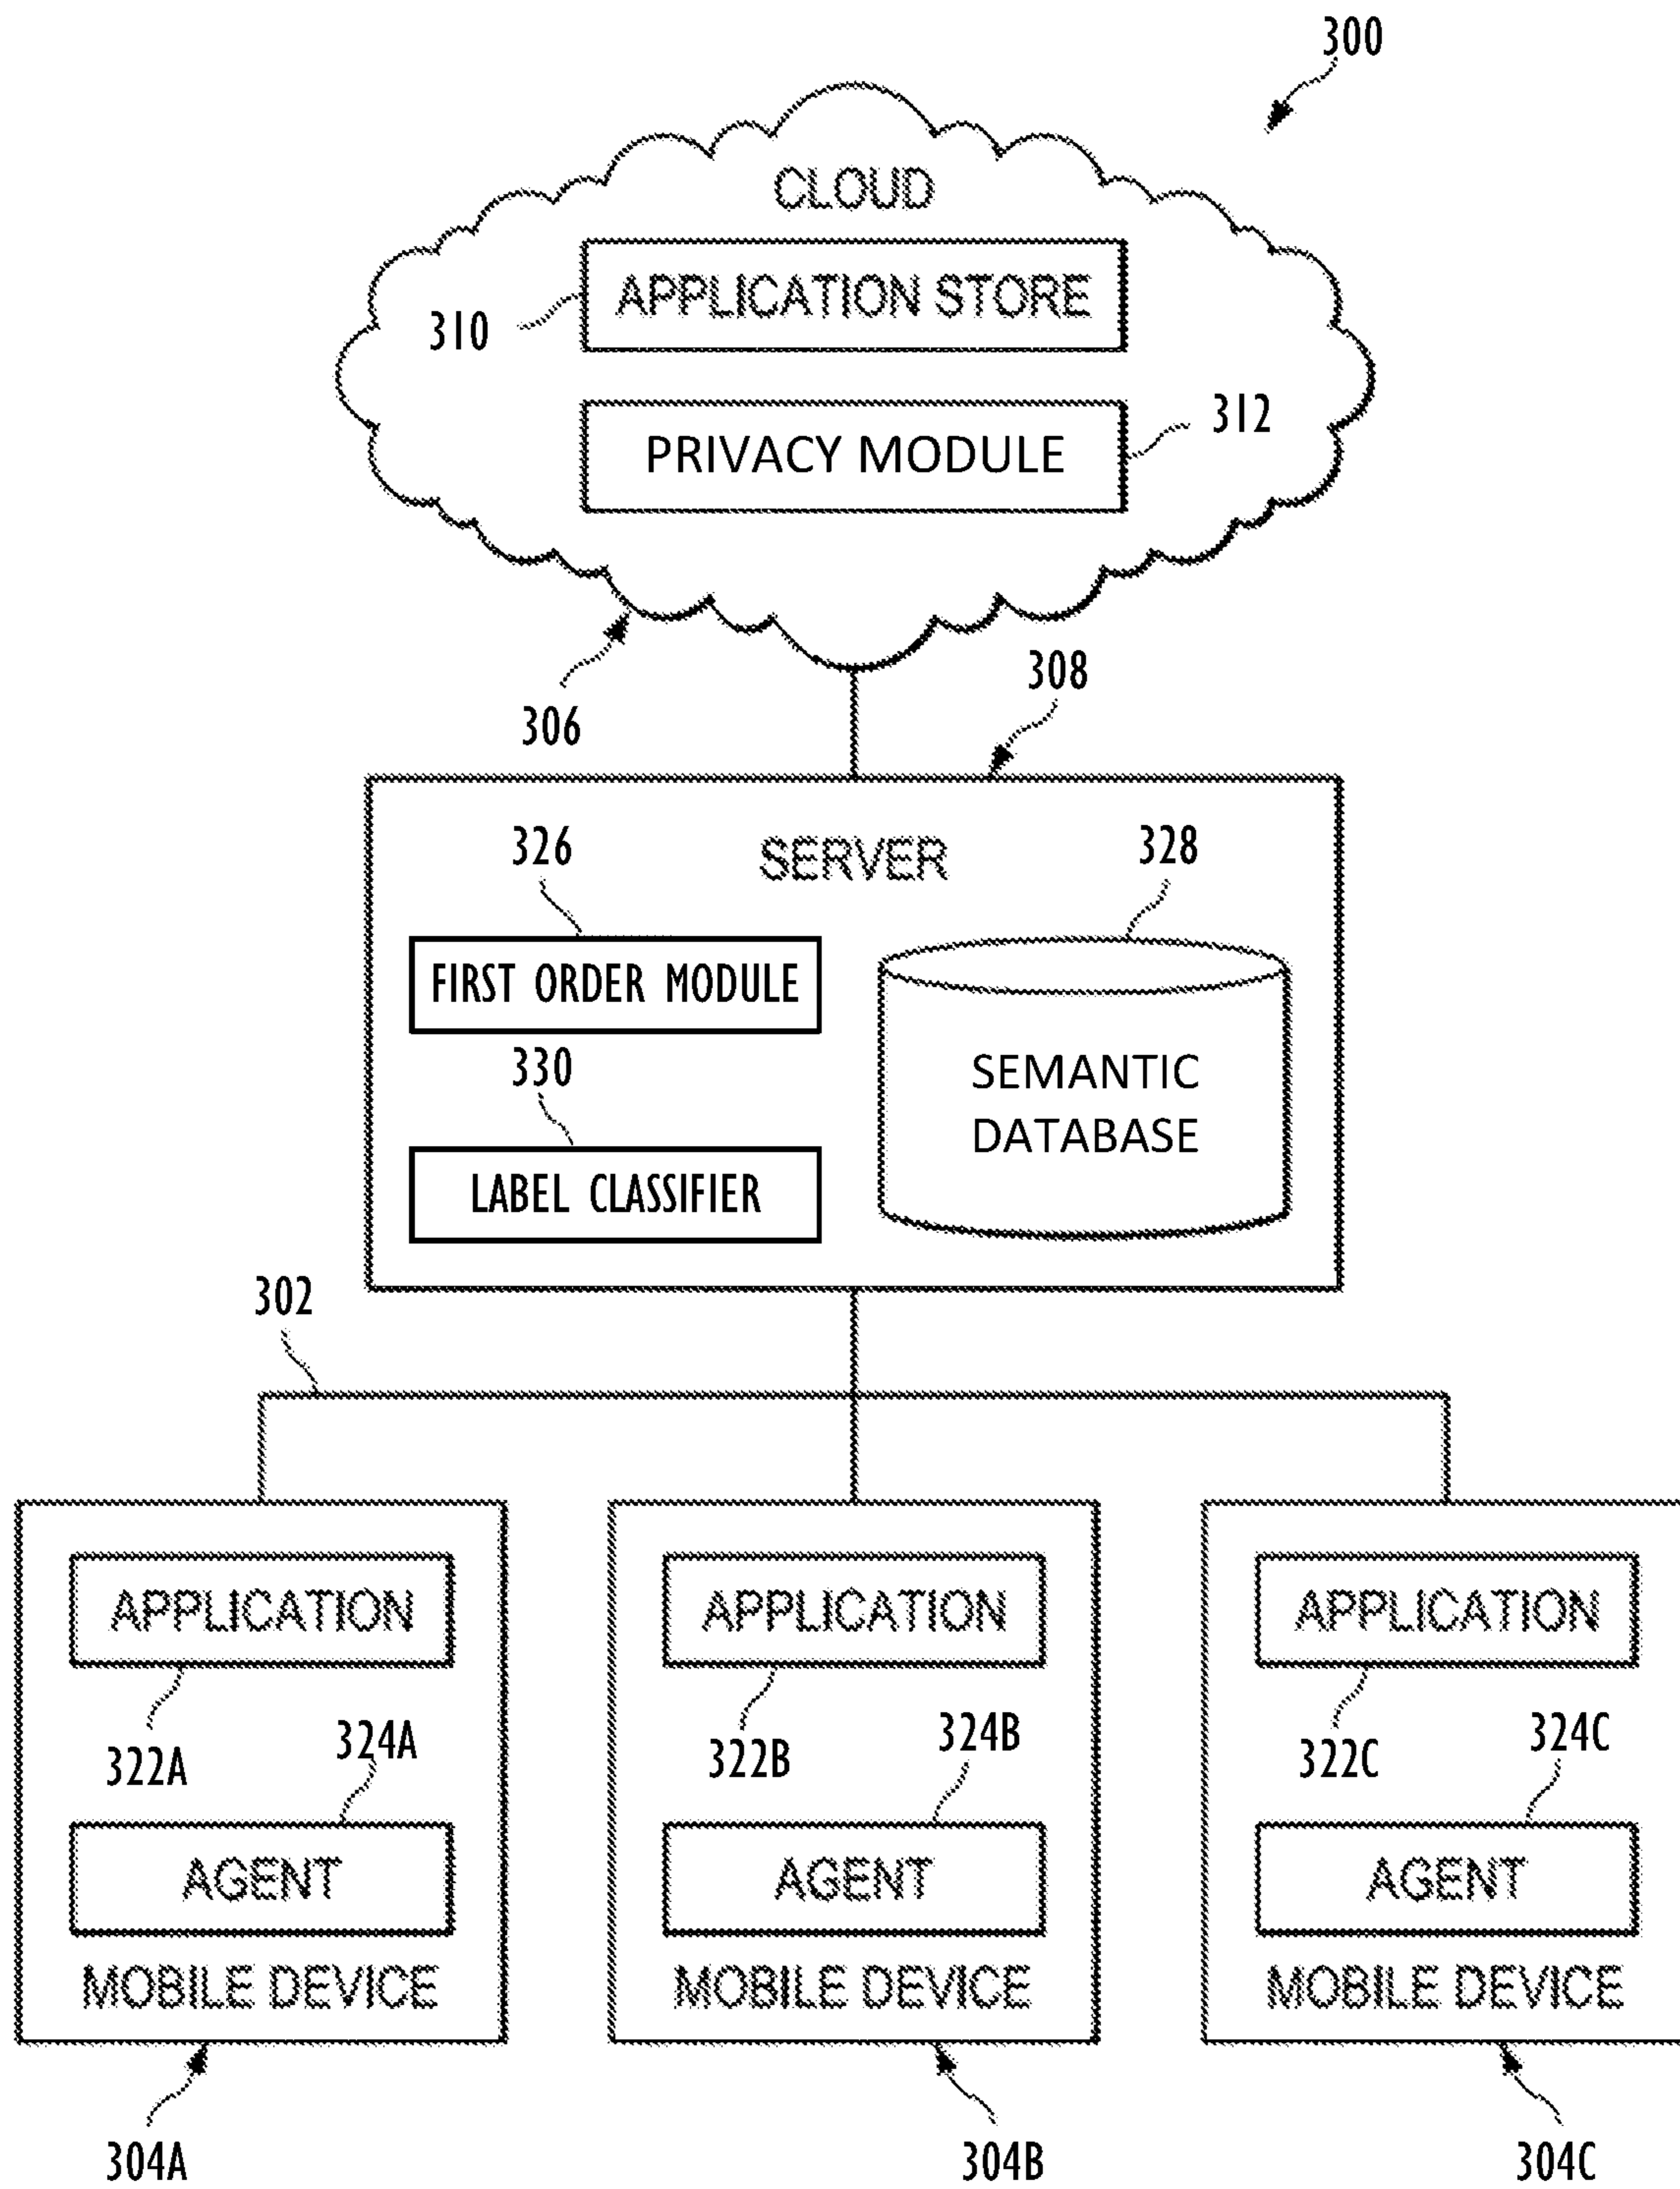 300
CLOUD
APPLICATION STORE
310
312
PRIVACY MODULE
306
308
326
SERVER
328
FIRST ORDER MODULE
330
SEMANTIC
DATABASE
LABEL CLASSIFIER
302
APPLICATION
APPLICATION
APPLICATION
322A
324A
322B
324B
322C
324C
AGENT
AGENT
AGENT
MOBILE DEVICE
MOBILE DEVICE
MOBILE DEVICE
304A
304B
304C